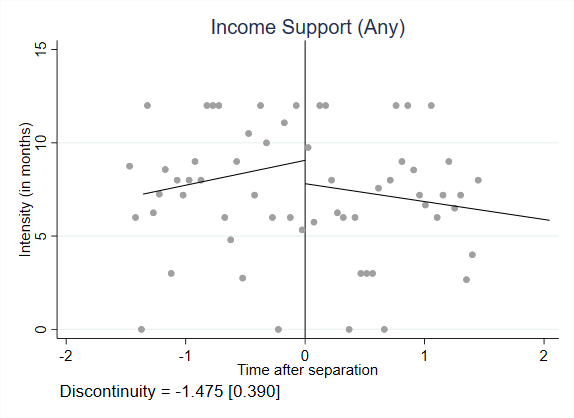 Income Support (Any)
Intensity (in months)
15
10
5
0
-2 -1 0 1 2
Time after separation
Discontinuity = -1.475 [0.390]